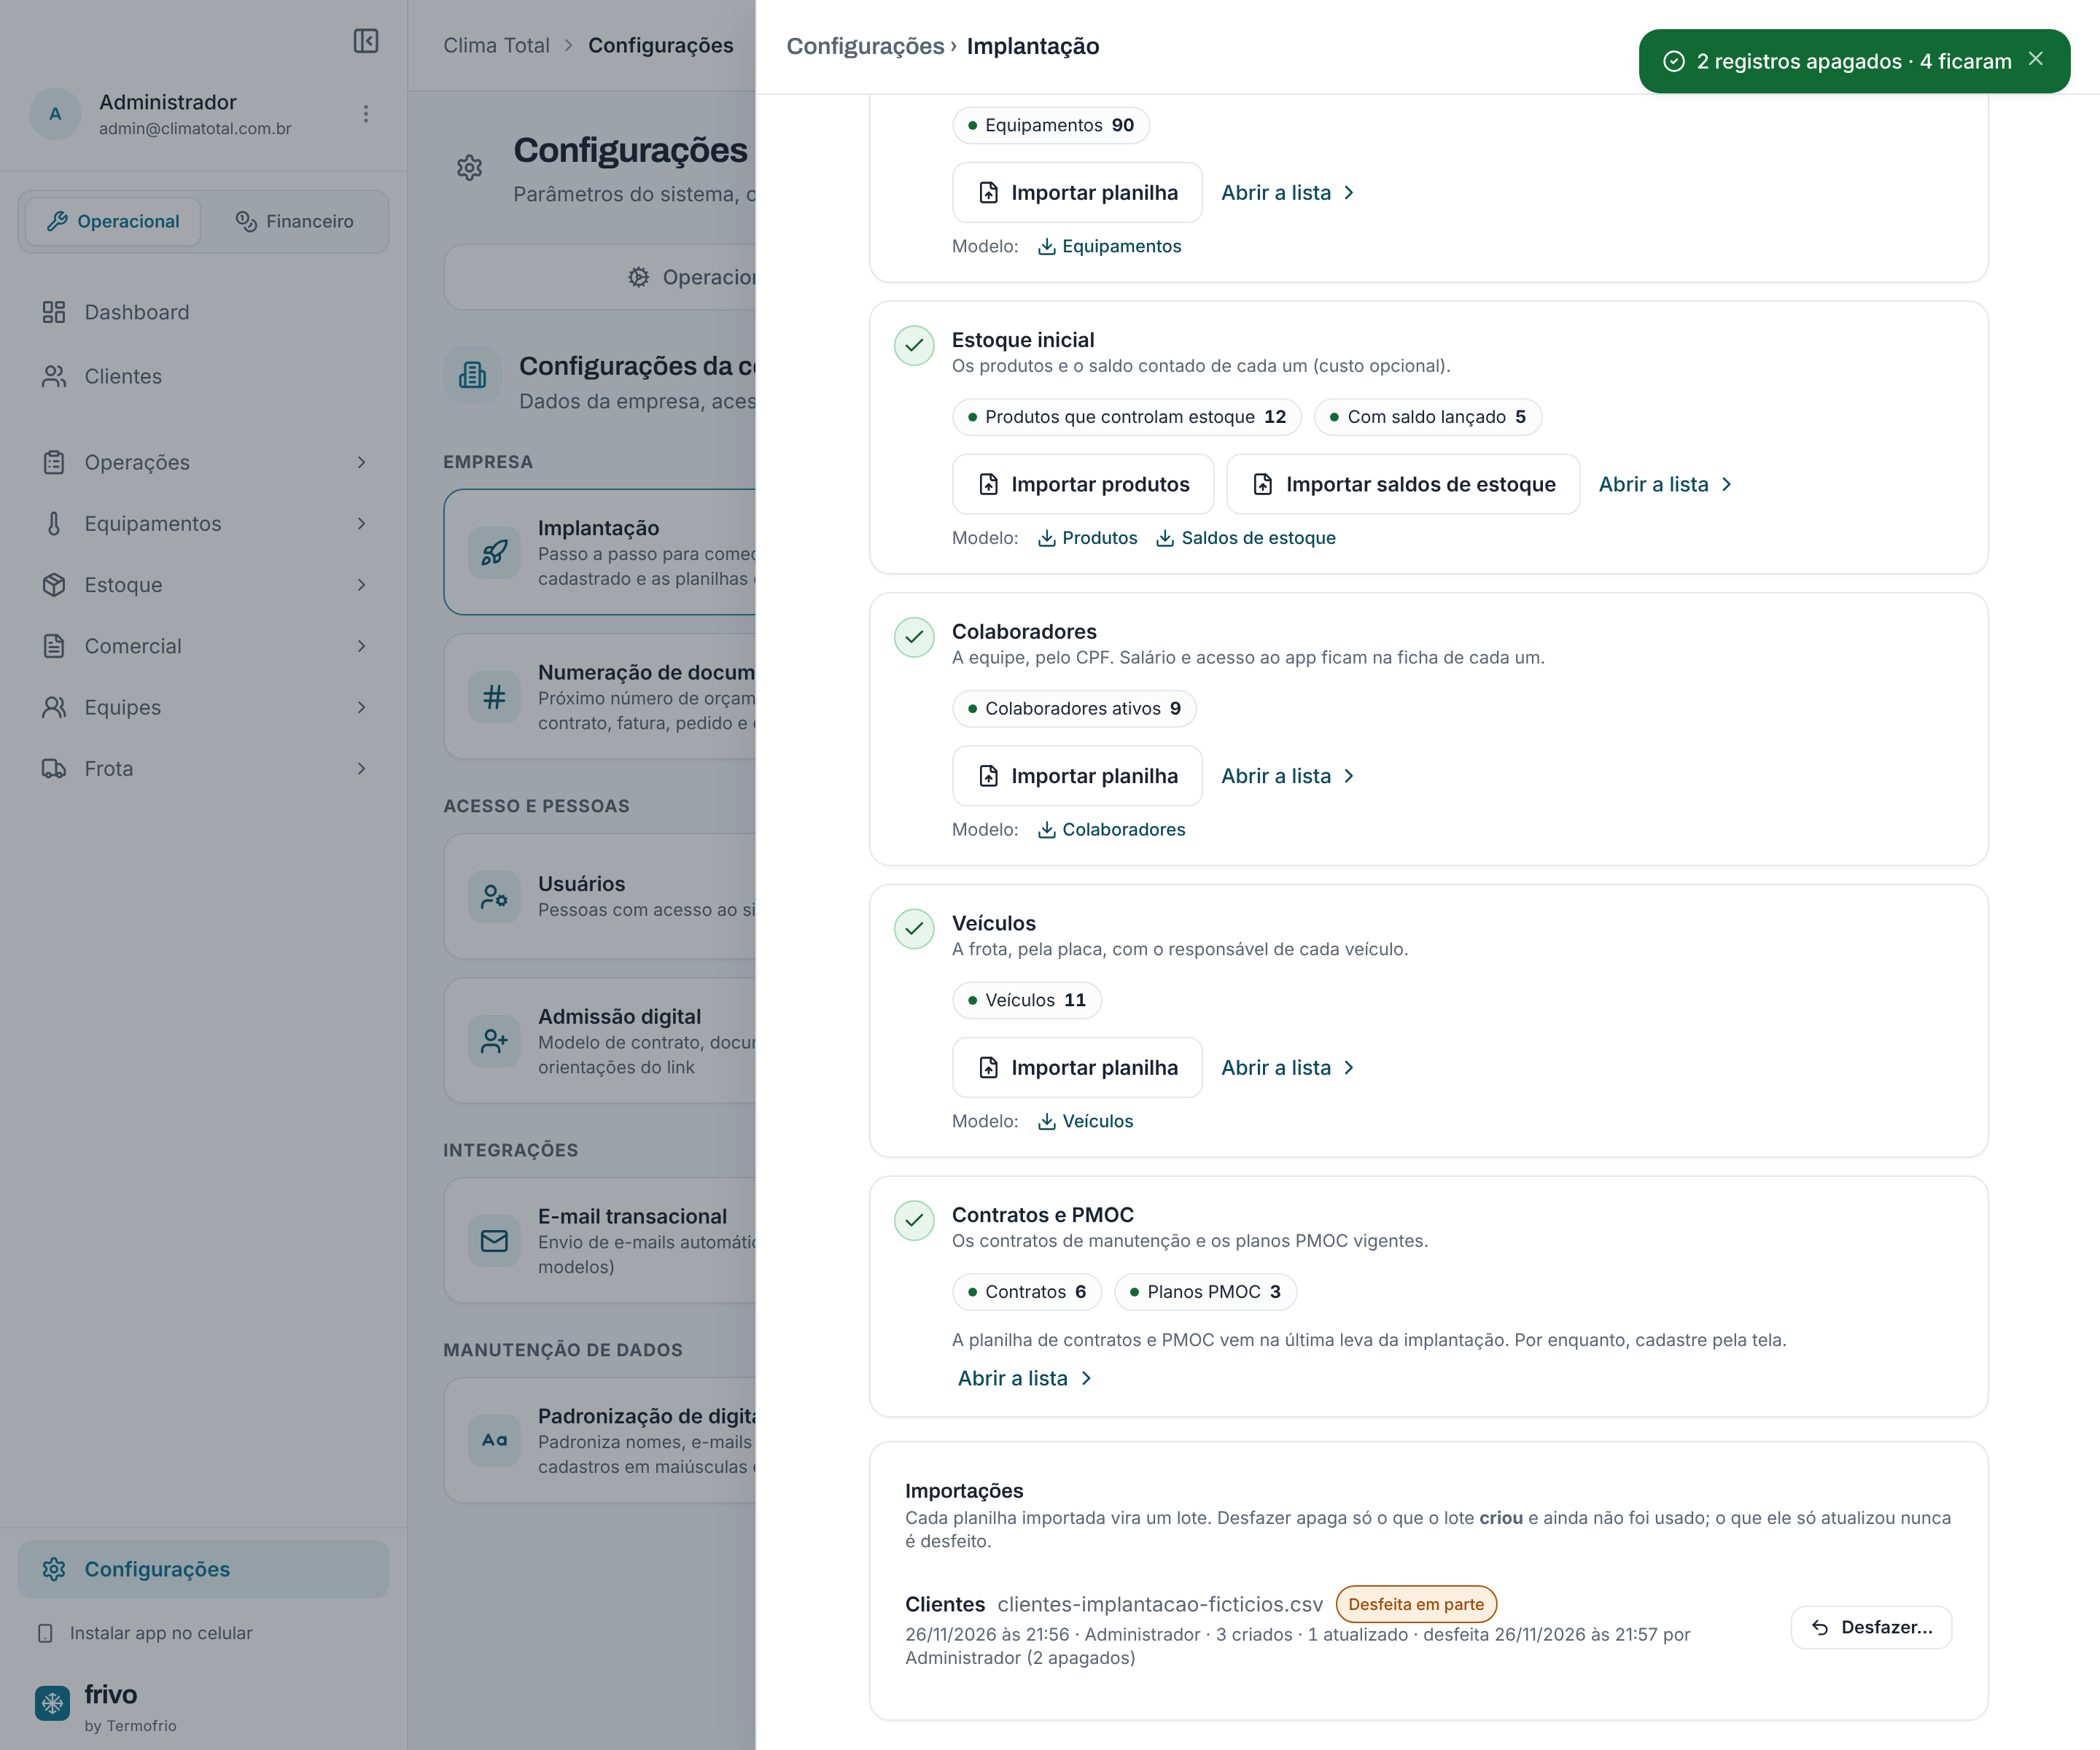 Administrador
admin@climatotal.com.br
Operacional
Financeiro
Dashboard
Clientes
Operações
Equipamentos
Estoque
Comercial
Equipes
Frota
Configurações
Instalar app no celular
frivo
by Termofrio
Clima Total > Configurações
Configurações
Parâmetros do sistema, c
Operacion
Configurações da c
Dados da empresa, aces
EMPRESA
Implantação
Passo a passo para come
cadastrado e as planilhas
Numeração de docum
Próximo número de orçam
contrato, fatura, pedido e
ACESSO E PESSOAS
Usuários
Pessoas com acesso ao si
Admissão digital
Modelo de contrato, docu
orientações do link
INTEGRAÇÕES
E-mail transacional
Envio de e-mails automátic
modelos)
MANUTENÇÃO DE DADOS
Aa
Padronização de digita
Padroniza nomes, e-mails
cadastros em maiúsculas
Configurações › Implantação
2 registros apagados · 4 ficaram
Equipamentos 90
Importar planilha
Abrir a lista
Modelo: Equipamentos
Estoque inicial
Os produtos e o saldo contado de cada um (custo opcional).
Produtos que controlam estoque 12
Com saldo lançado 5
Importar produtos
Importar saldos de estoque
Abrir a lista
Modelo: Produtos Saldos de estoque
Colaboradores
A equipe, pelo CPF. Salário e acesso ao app ficam na ficha de cada um.
Colaboradores ativos 9
Importar planilha
Abrir a lista
Modelo: Colaboradores
Veículos
A frota, pela placa, com o responsável de cada veículo.
Veículos 11
Importar planilha
Abrir a lista
Modelo: Veículos
Contratos e PMOC
Os contratos de manutenção e os planos PMOC vigentes.
Contratos 6
Planos PMOC 3
A planilha de contratos e PMOC vem na última leva da implantação. Por enquanto, cadastre pela tela.
Abrir a lista
Importações
Cada planilha importada vira um lote. Desfazer apaga só o que o lote criou e ainda não foi usado; o que ele só atualizou nunca
é desfeito.
Clientes clientes-implantacao-ficticios.csv Desfeita em parte
26/11/2026 às 21:56 · Administrador · 3 criados · 1 atualizado · desfeita 26/11/2026 às 21:57 por
Administrador (2 apagados)
Desfazer...